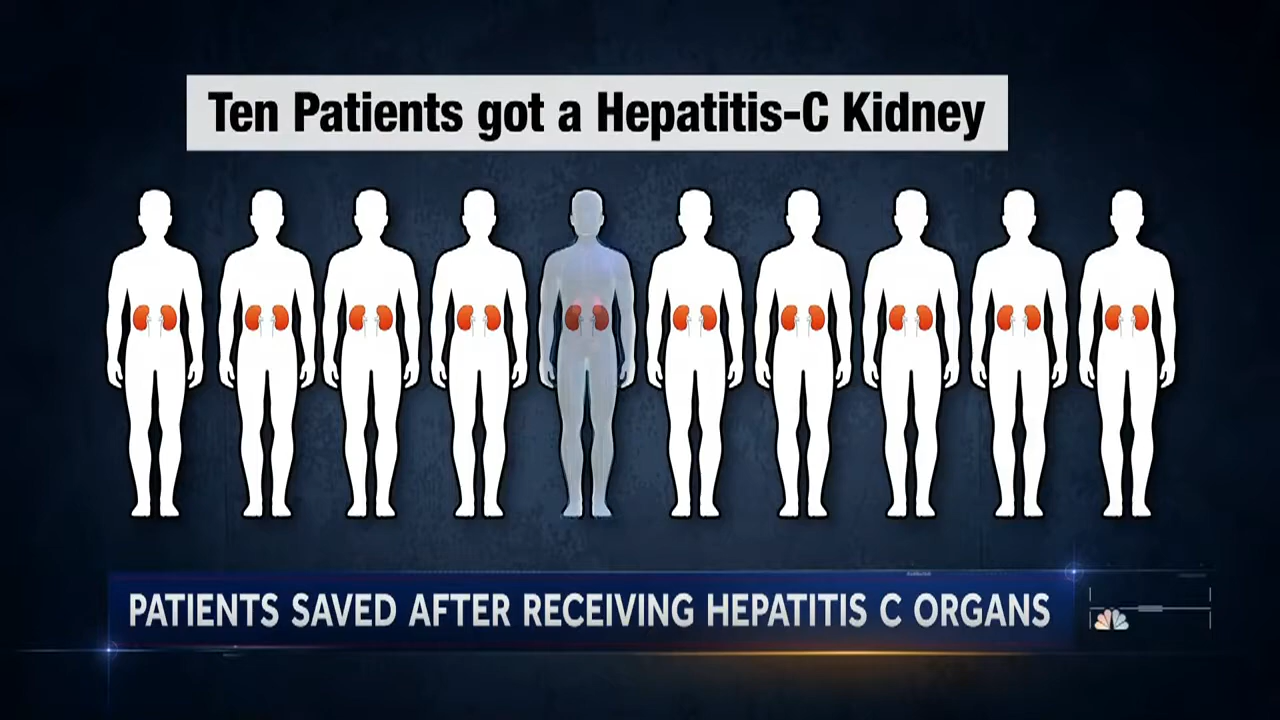 Ten Patients got a Hepatitis-C Kidney
PATIENTS SAVED AFTER RECEIVING HEPATITIS C ORGANS